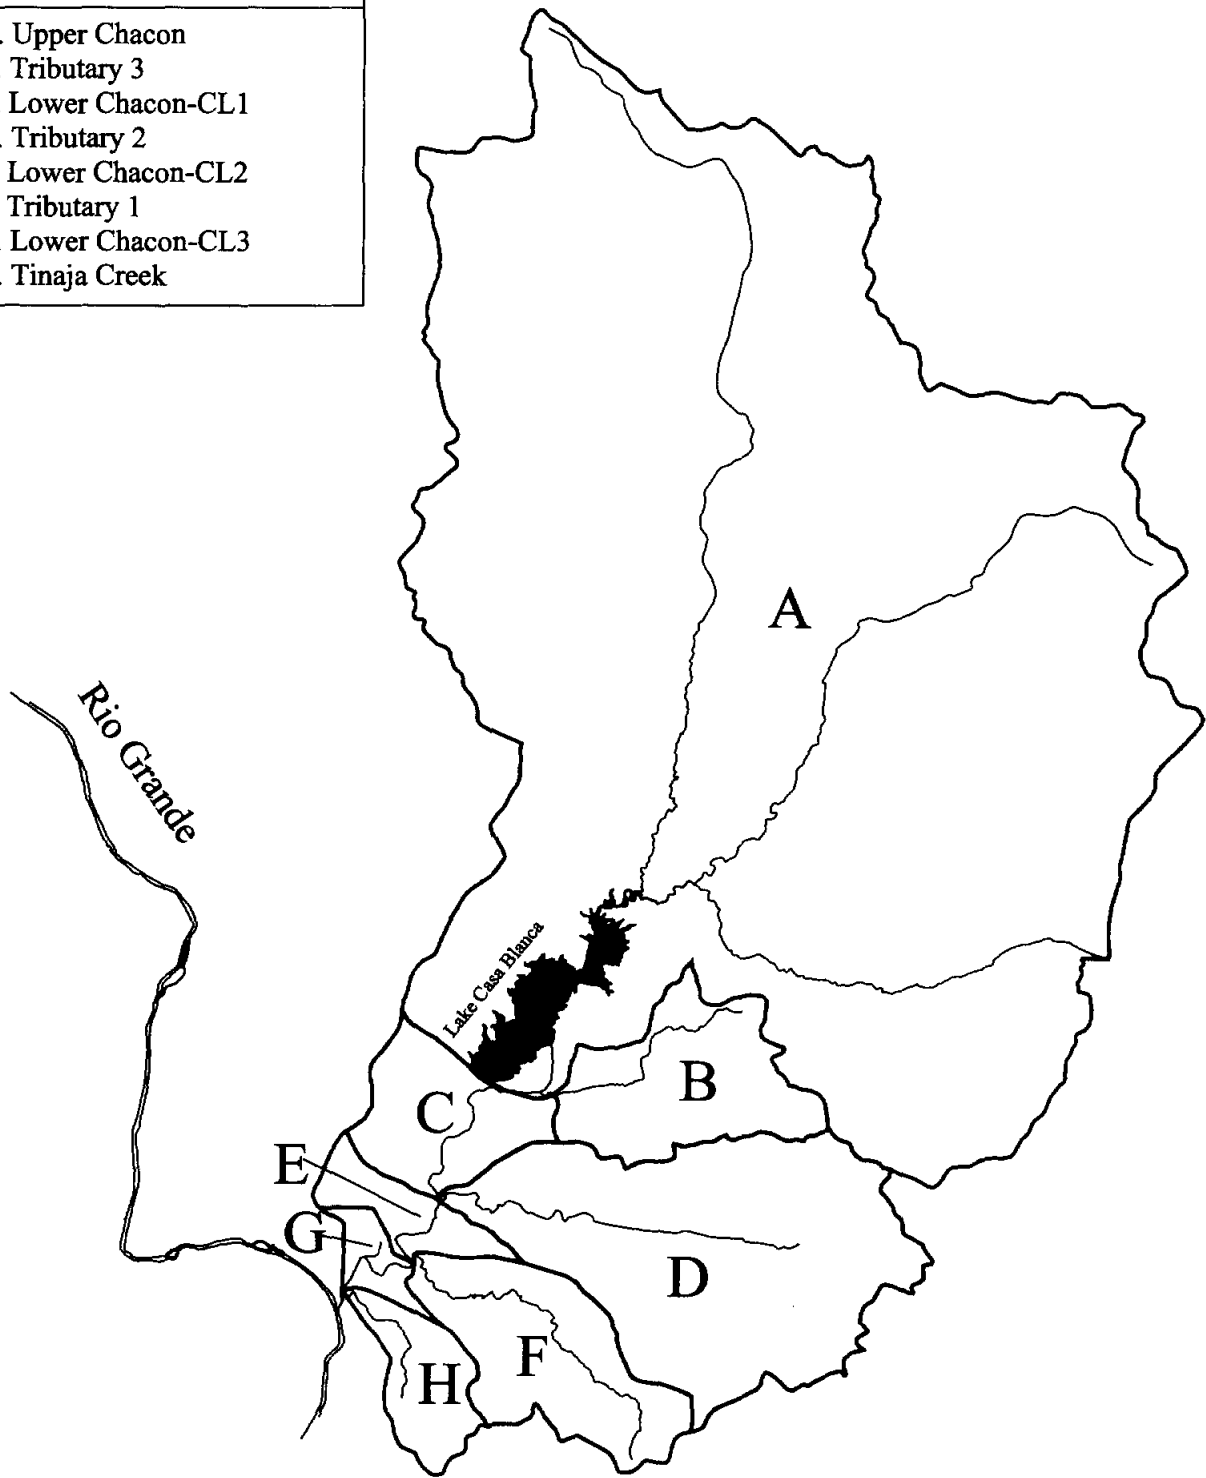 . Upper Chacon
Tributary 3
Lower Chacon-CL1
. Tributary 2
Lower Chacon-CL2
Tributary 1
. Lower Chacon-CL3
. Tinaja Creek
A
Rio Grande
Lake Casa Blanca
B
C
E
G
D
F
H